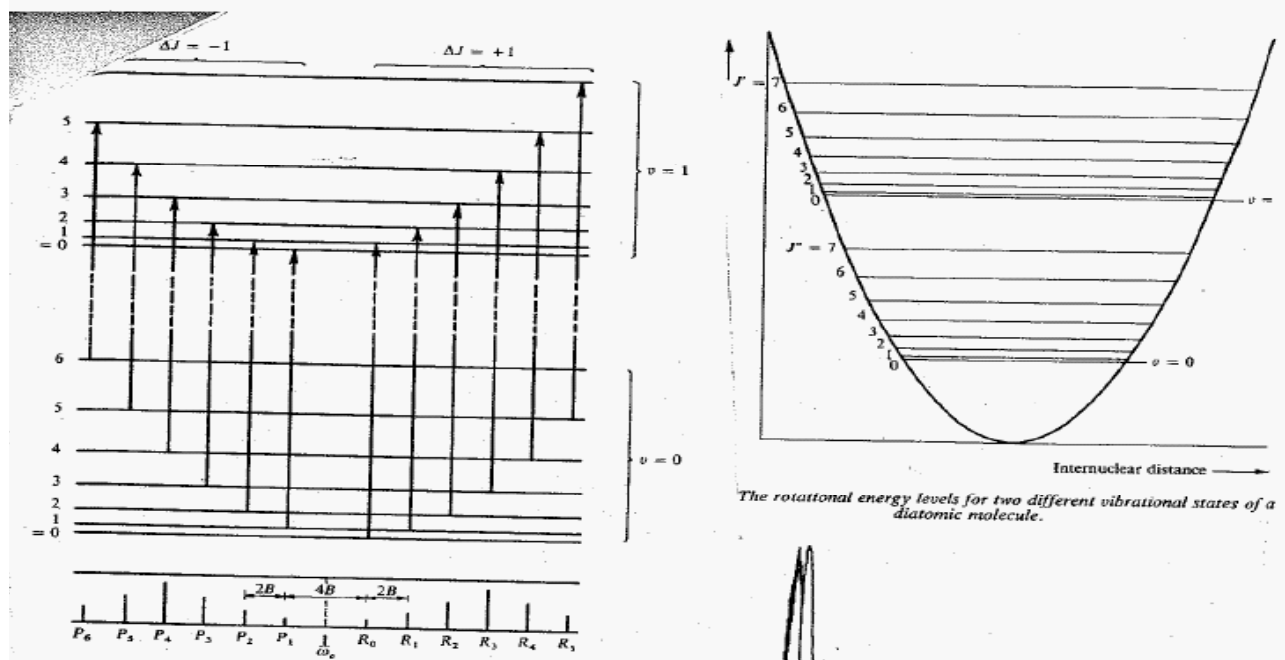 ΔJ = −1
ΔJ = +1
5
4
3
2
1
= 0
v = 1
6
5
4
3
2
1
= 0
v = 0
2B
4B
2B
P₆
P₅
P₄
P₃
P₂
P₁
R₀
R₁
R₂
R₃
R₄
J' = 7
6
5
4
3
2
1
0
v =
J'' = 7
6
5
4
3
2
1
0
v = 0
Internuclear distance
The rotational energy levels for two different vibrational states of a
diatomic molecule.